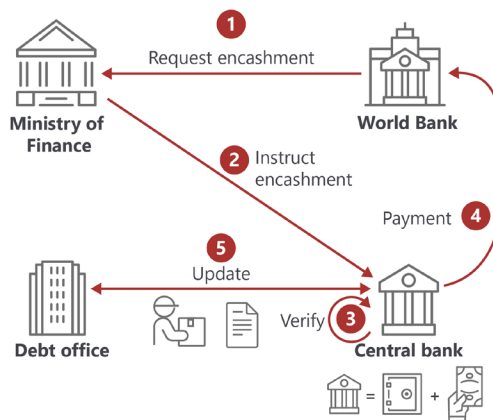 1
Request encashment
Ministry of
Finance
World Bank
2 Instruct
encashment
Payment 4
5
Update
Verify 3
Debt office
Central bank
= +